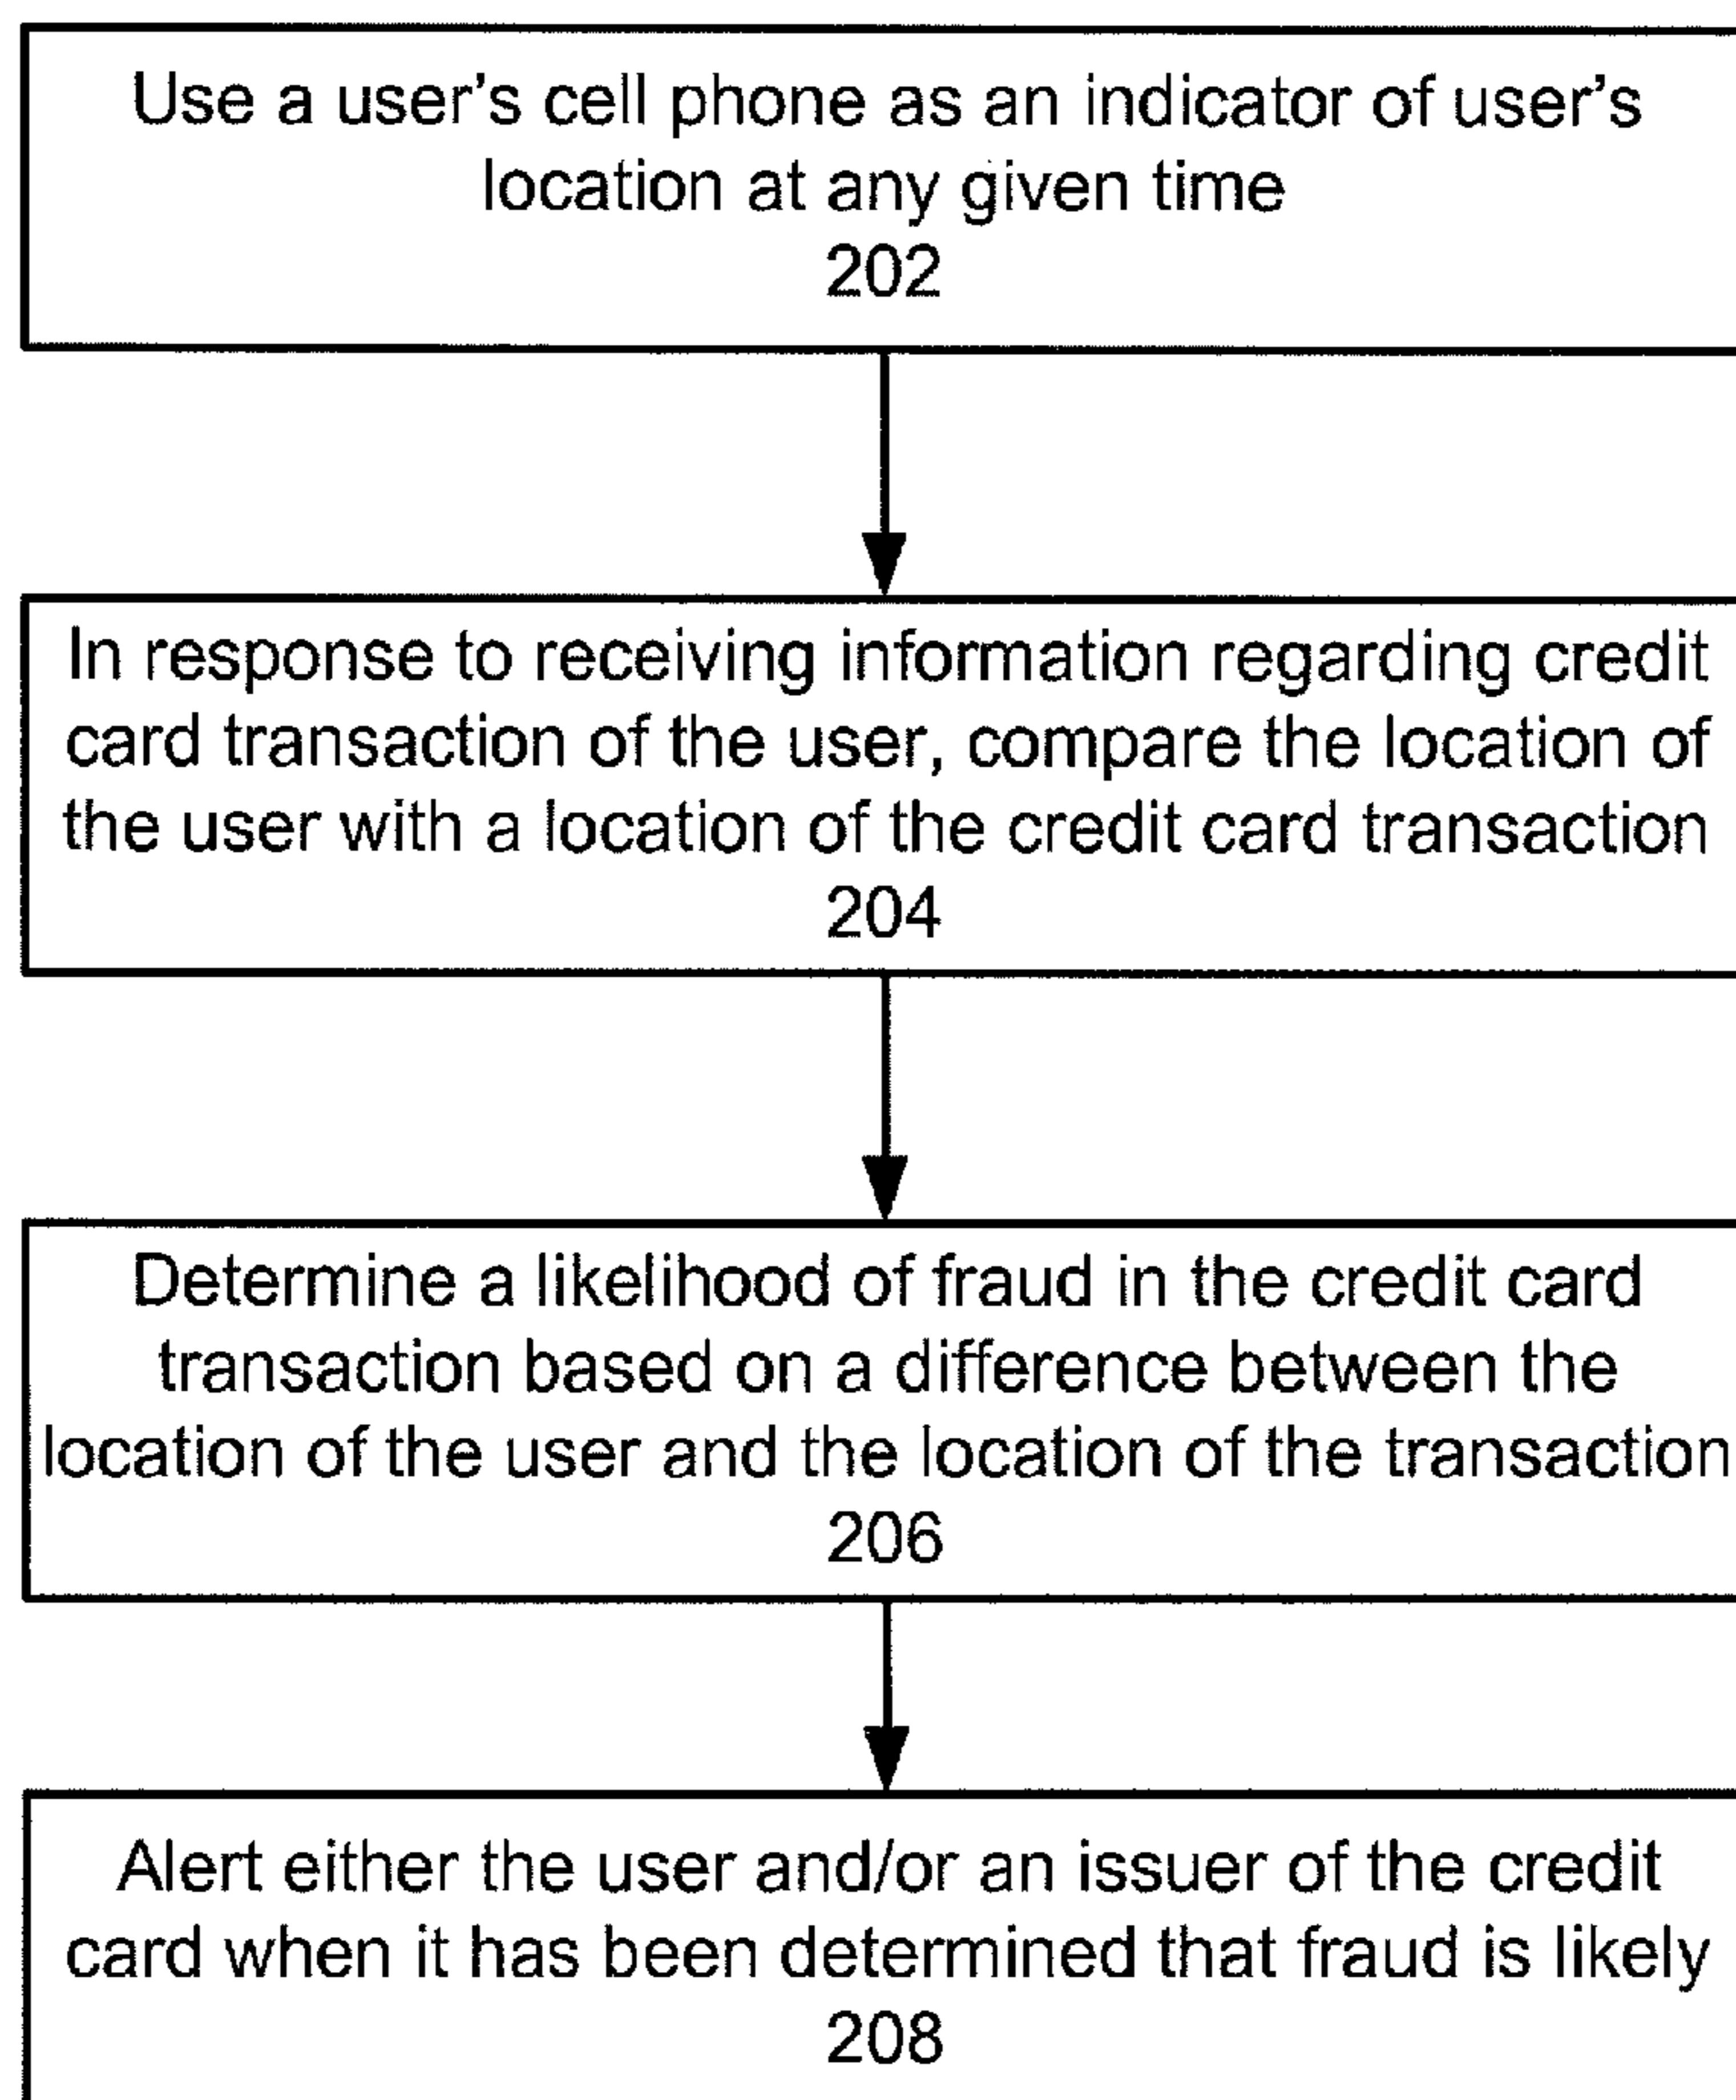 Use a user's cell phone as an indicator of user's
location at any given time
202
In response to receiving information regarding credit
card transaction of the user, compare the location of
the user with a location of the credit card transaction
204
Determine a likelihood of fraud in the credit card
transaction based on a difference between the
location of the user and the location of the transaction
206
Alert either the user and/or an issuer of the credit
card when it has been determined that fraud is likely
208